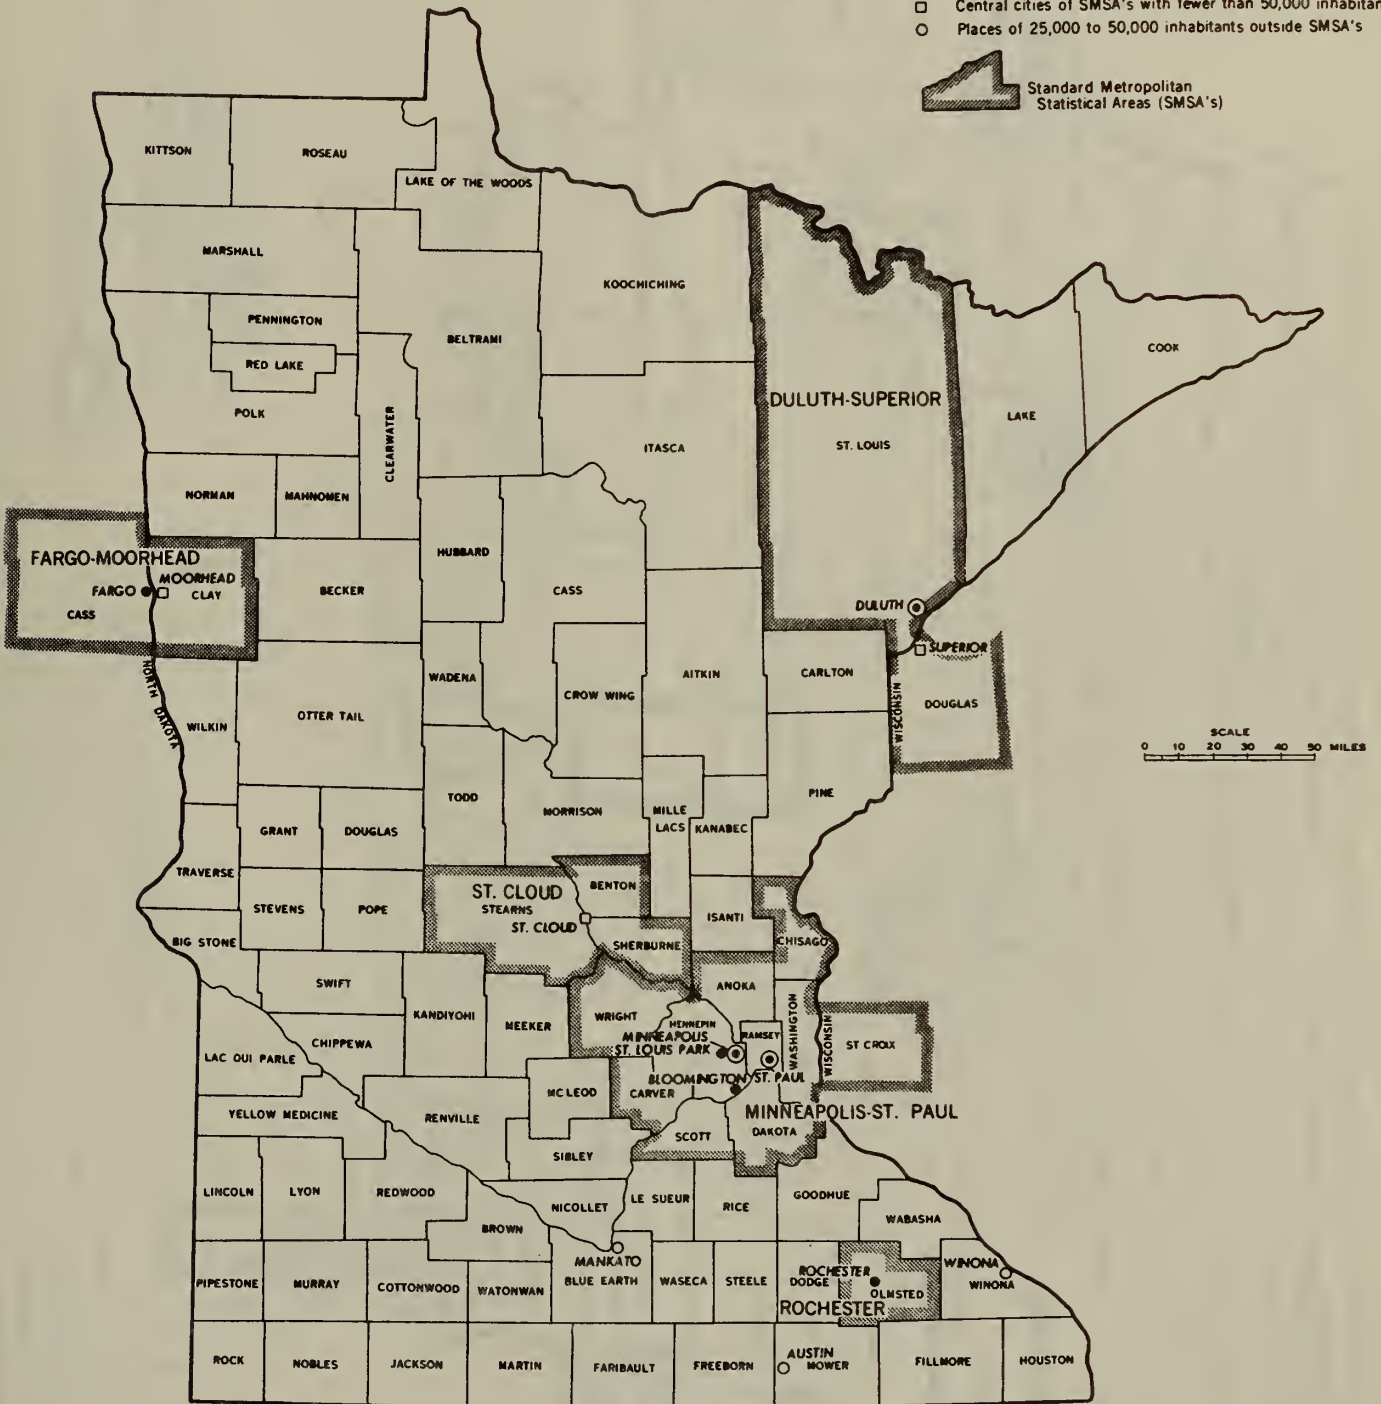 Central cities of SMSA's with fewer than 50,000
Places of 25,000 to 50,000 inhabitants outside SMSA's
Standard Metropolitan
Statistical Areas (SMSA's)
KITTSON
ROSEAU
LAKE OF THE WOODS
MARSHALL
KOOCHICHING
PENNINGTON
BELTRAMI
RED LAKE
COOK
POLK
CLEARWATER
DULUTH-SUPERIOR
LAKE
ITASCA
ST. LOUIS
NORMAN
MAHNOMEN
HUBBARD
FARGO-MOORHEAD
MOORHEAD
FARGO
CLAY
CASS
BECKER
CASS
DULUTH
SUPERIOR
NORTH DAKOTA
WADENA
AITKIN
CARLTON
CROW WING
WISCONSIN
DOUGLAS
WILKIN
OTTER TAIL
SCALE
0 10 20 30 40 50 MILES
TODD
MORRISON
MILLE
LACS
KANABEC
PINE
GRANT
DOUGLAS
TRAVERSE
ST. CLOUD
BENTON
STEVENS
POPE
STEARNS
ST. CLOUD
ISANTI
BIG STONE
SHERBURNE
CHISAGO
SWIFT
ANOKA
KANDIYOHI
MEEKER
WRIGHT
HENNEPIN
WASHINGTON
WISCONSIN
CHIPPEWA
MINNEAPOLIS
RAMSEY
ST CROIX
LAC QUI PARLE
ST. LOUIS PARK
BLOOMINGTON
ST. PAUL
MC LEOD
CARVER
YELLOW MEDICINE
RENVILLE
MINNEAPOLIS-ST. PAUL
SCOTT
DAKOTA
SIBLEY
LINCOLN
LYON
REDWOOD
NICOLLET
LE SUEUR
RICE
GOODHUE
WABASHA
BROWN
MANKATO
PIPESTONE
MURRAY
COTTONWOOD
WATONWAN
BLUE EARTH
WASECA
STEELE
DODGE
ROCHESTER
OLMSTED
ROCHESTER
WINONA
WINONA
ROCK
NOBLES
JACKSON
MARTIN
FARIBAULT
FREEBORN
AUSTIN
MOWER
FILLMORE
HOUSTON